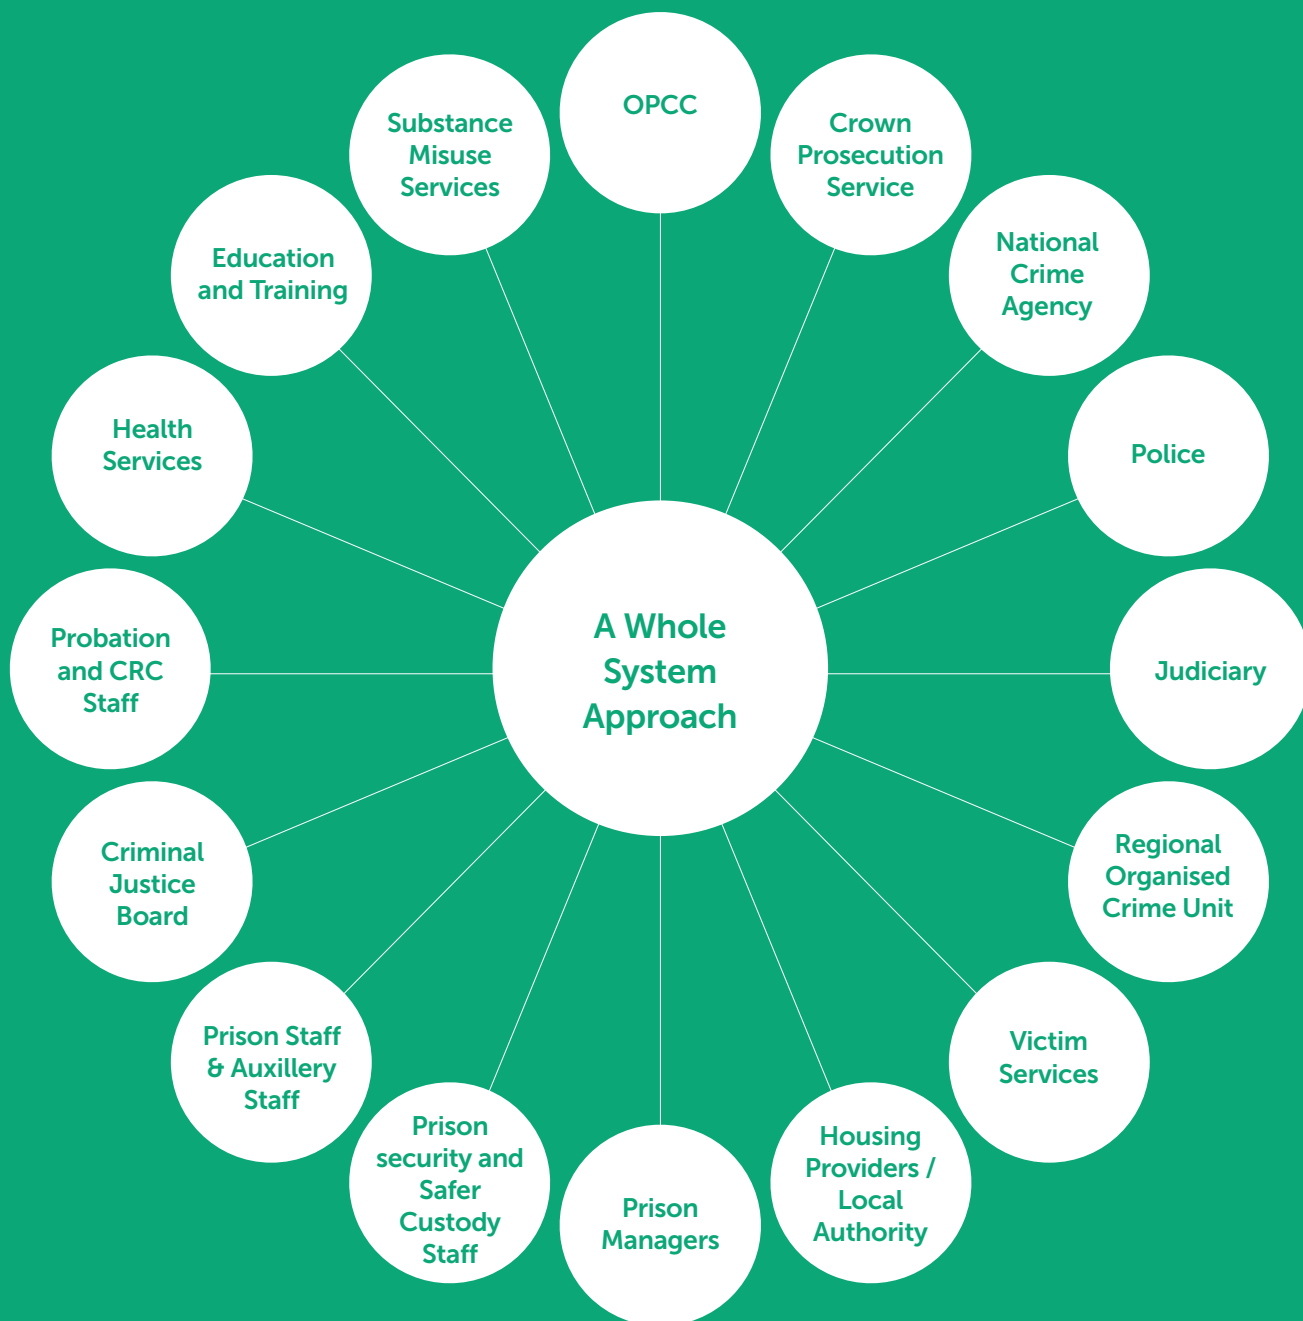 OPCC
Crown
Prosecution
Service
National
Crime
Agency
Police
Judiciary
Regional
Organised
Crime Unit
Victim
Services
Housing
Providers /
Local
Authority
Prison
Managers
Prison
security and
Safer
Custody
Staff
Prison Staff
& Auxillery
Staff
Criminal
Justice
Board
Probation
and CRC
Staff
Health
Services
Education
and Training
Substance
Misuse
Services
A Whole
System
Approach